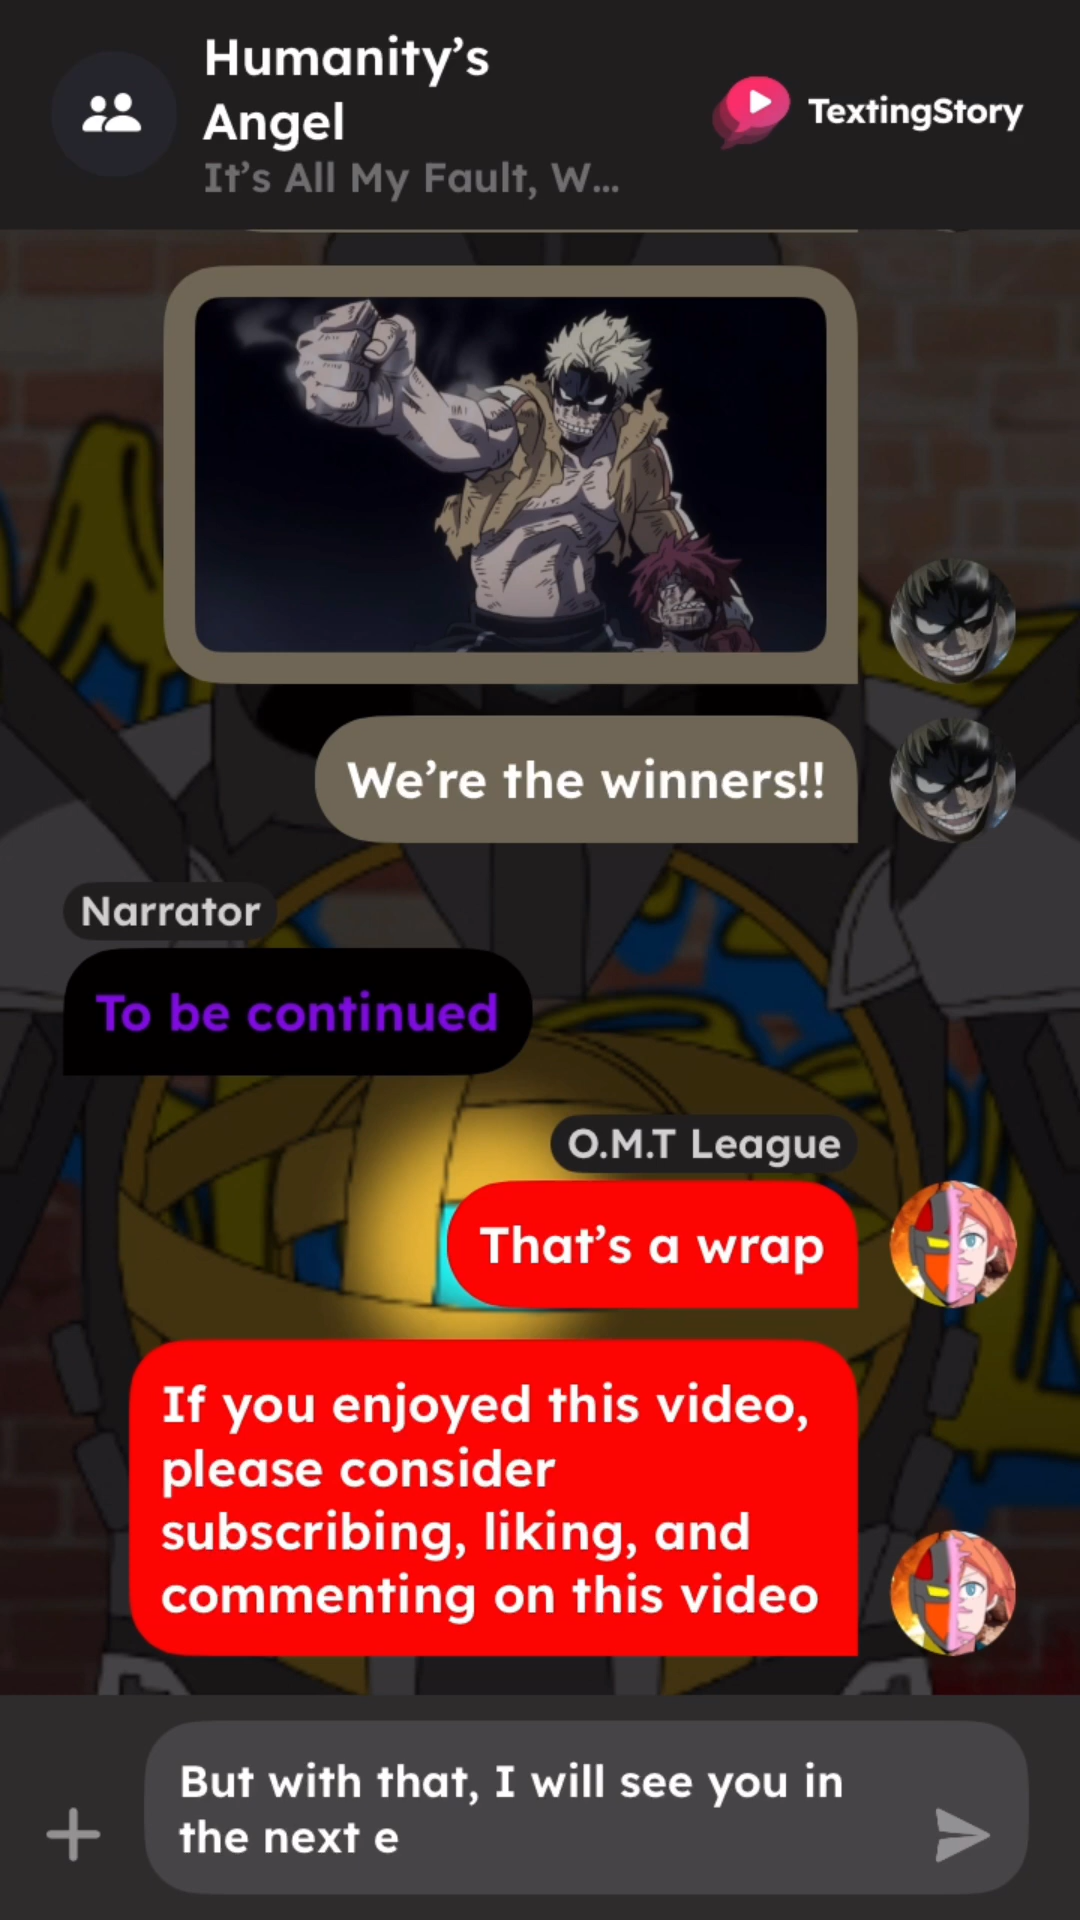 Humanity’s
Angel
It’s All My Fault, W...
TextingStory
We’re the winners!!
Narrator
To be continued
O.M.T League
That’s a wrap
If you enjoyed this video,
please consider
subscribing, liking, and
commenting on this video
But with that, I will see you in
the next e